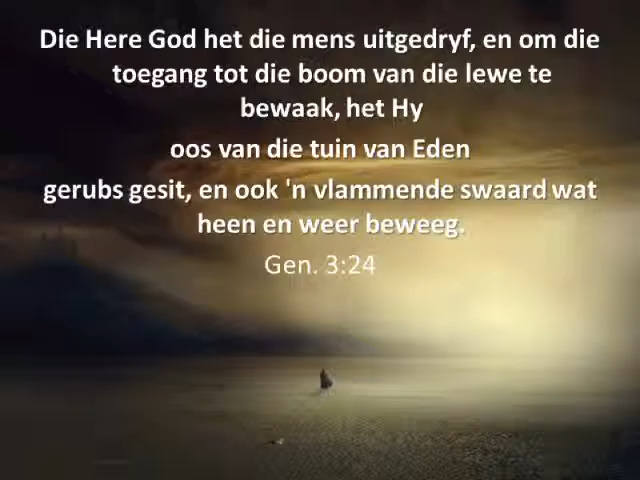 Die Here God het die mens uitgedryf, en om die
toegang tot die boom van die lewe te
bewaak, het Hy
oos van die tuin van Eden
gerubs gesit, en ook 'n vlammende swaard wat
heen en weer beweeg.
Gen. 3:24